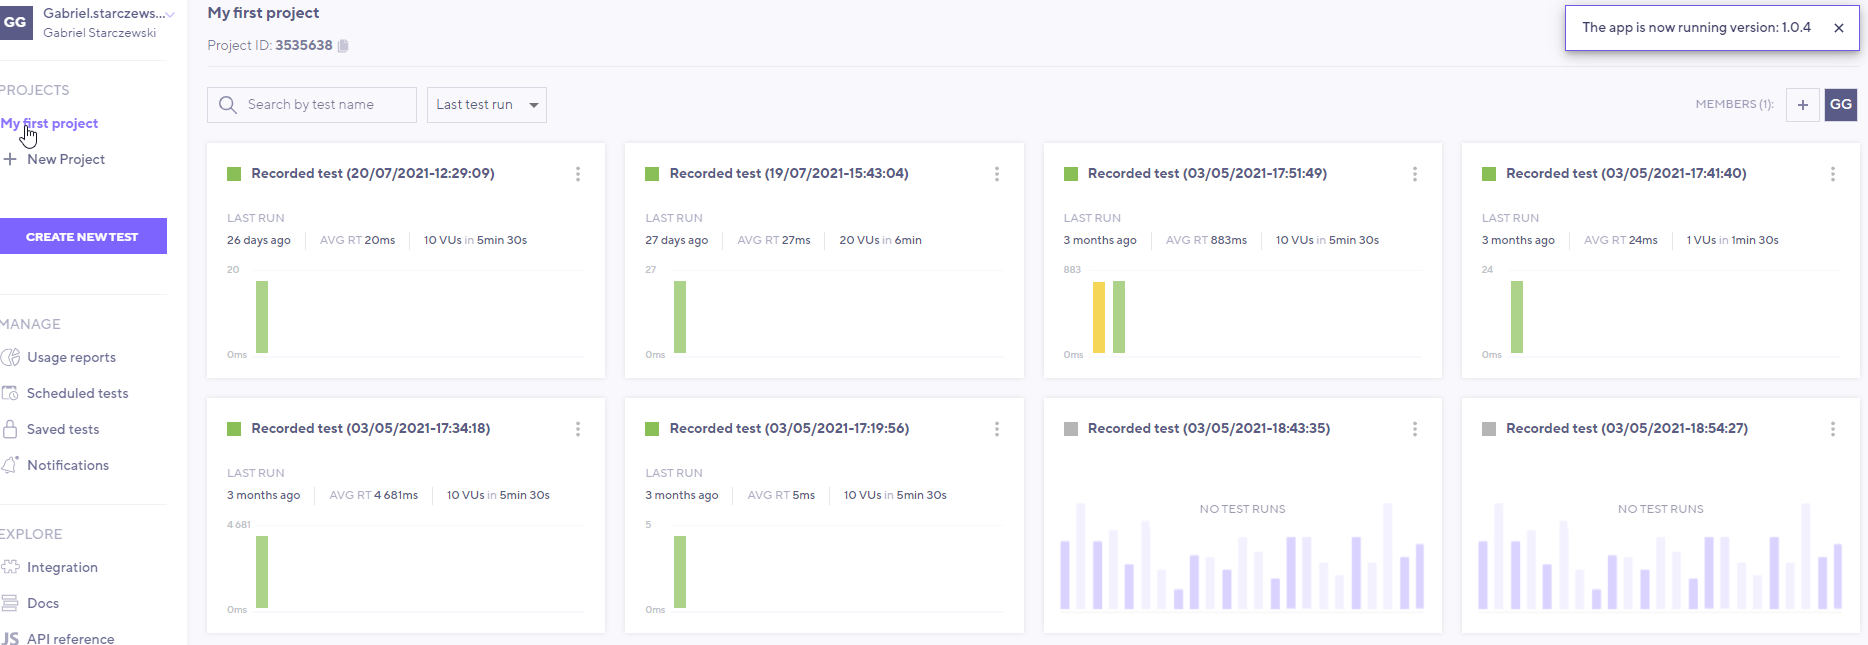 GG
Gabriel.starczews...
Gabriel Starczewski
PROJECTS
My first project
New Project
CREATE NEW TEST
MANAGE
Usage reports
Scheduled tests
Saved tests
Notifications
EXPLORE
Integration
Docs
JS API reference
My first project
Project ID: 3535638
The app is now running version: 1.0.4
Search by test name
Last test run
MEMBERS (1):
GG
Recorded test (20/07/2021-12:29:09)
LAST RUN
26 days ago AVG RT 20ms 10 VUs in 5min 30s
20
0ms
Recorded test (19/07/2021-15:43:04)
LAST RUN
27 days ago AVG RT 27ms 20 VUs in 6min
27
0ms
Recorded test (03/05/2021-17:51:49)
LAST RUN
3 months ago AVG RT 883ms 10 VUs in 5min 30s
883
0ms
Recorded test (03/05/2021-17:41:40)
LAST RUN
3 months ago AVG RT 24ms 1 VUs in 1min 30s
24
0ms
Recorded test (03/05/2021-17:34:18)
LAST RUN
3 months ago AVG RT 4 681ms 10 VUs in 5min 30s
4 681
0ms
Recorded test (03/05/2021-17:19:56)
LAST RUN
3 months ago AVG RT 5ms 10 VUs in 5min 30s
5
0ms
Recorded test (03/05/2021-18:43:35)
NO TEST RUNS
Recorded test (03/05/2021-18:54:27)
NO TEST RUNS